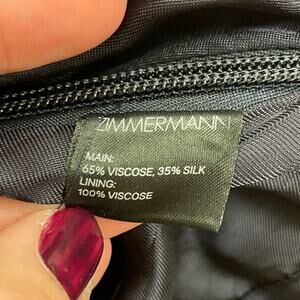 ZIMMERMANN
MAIN:
65% VISCOSE, 35% SILK
LINING:
100% VISCOSE